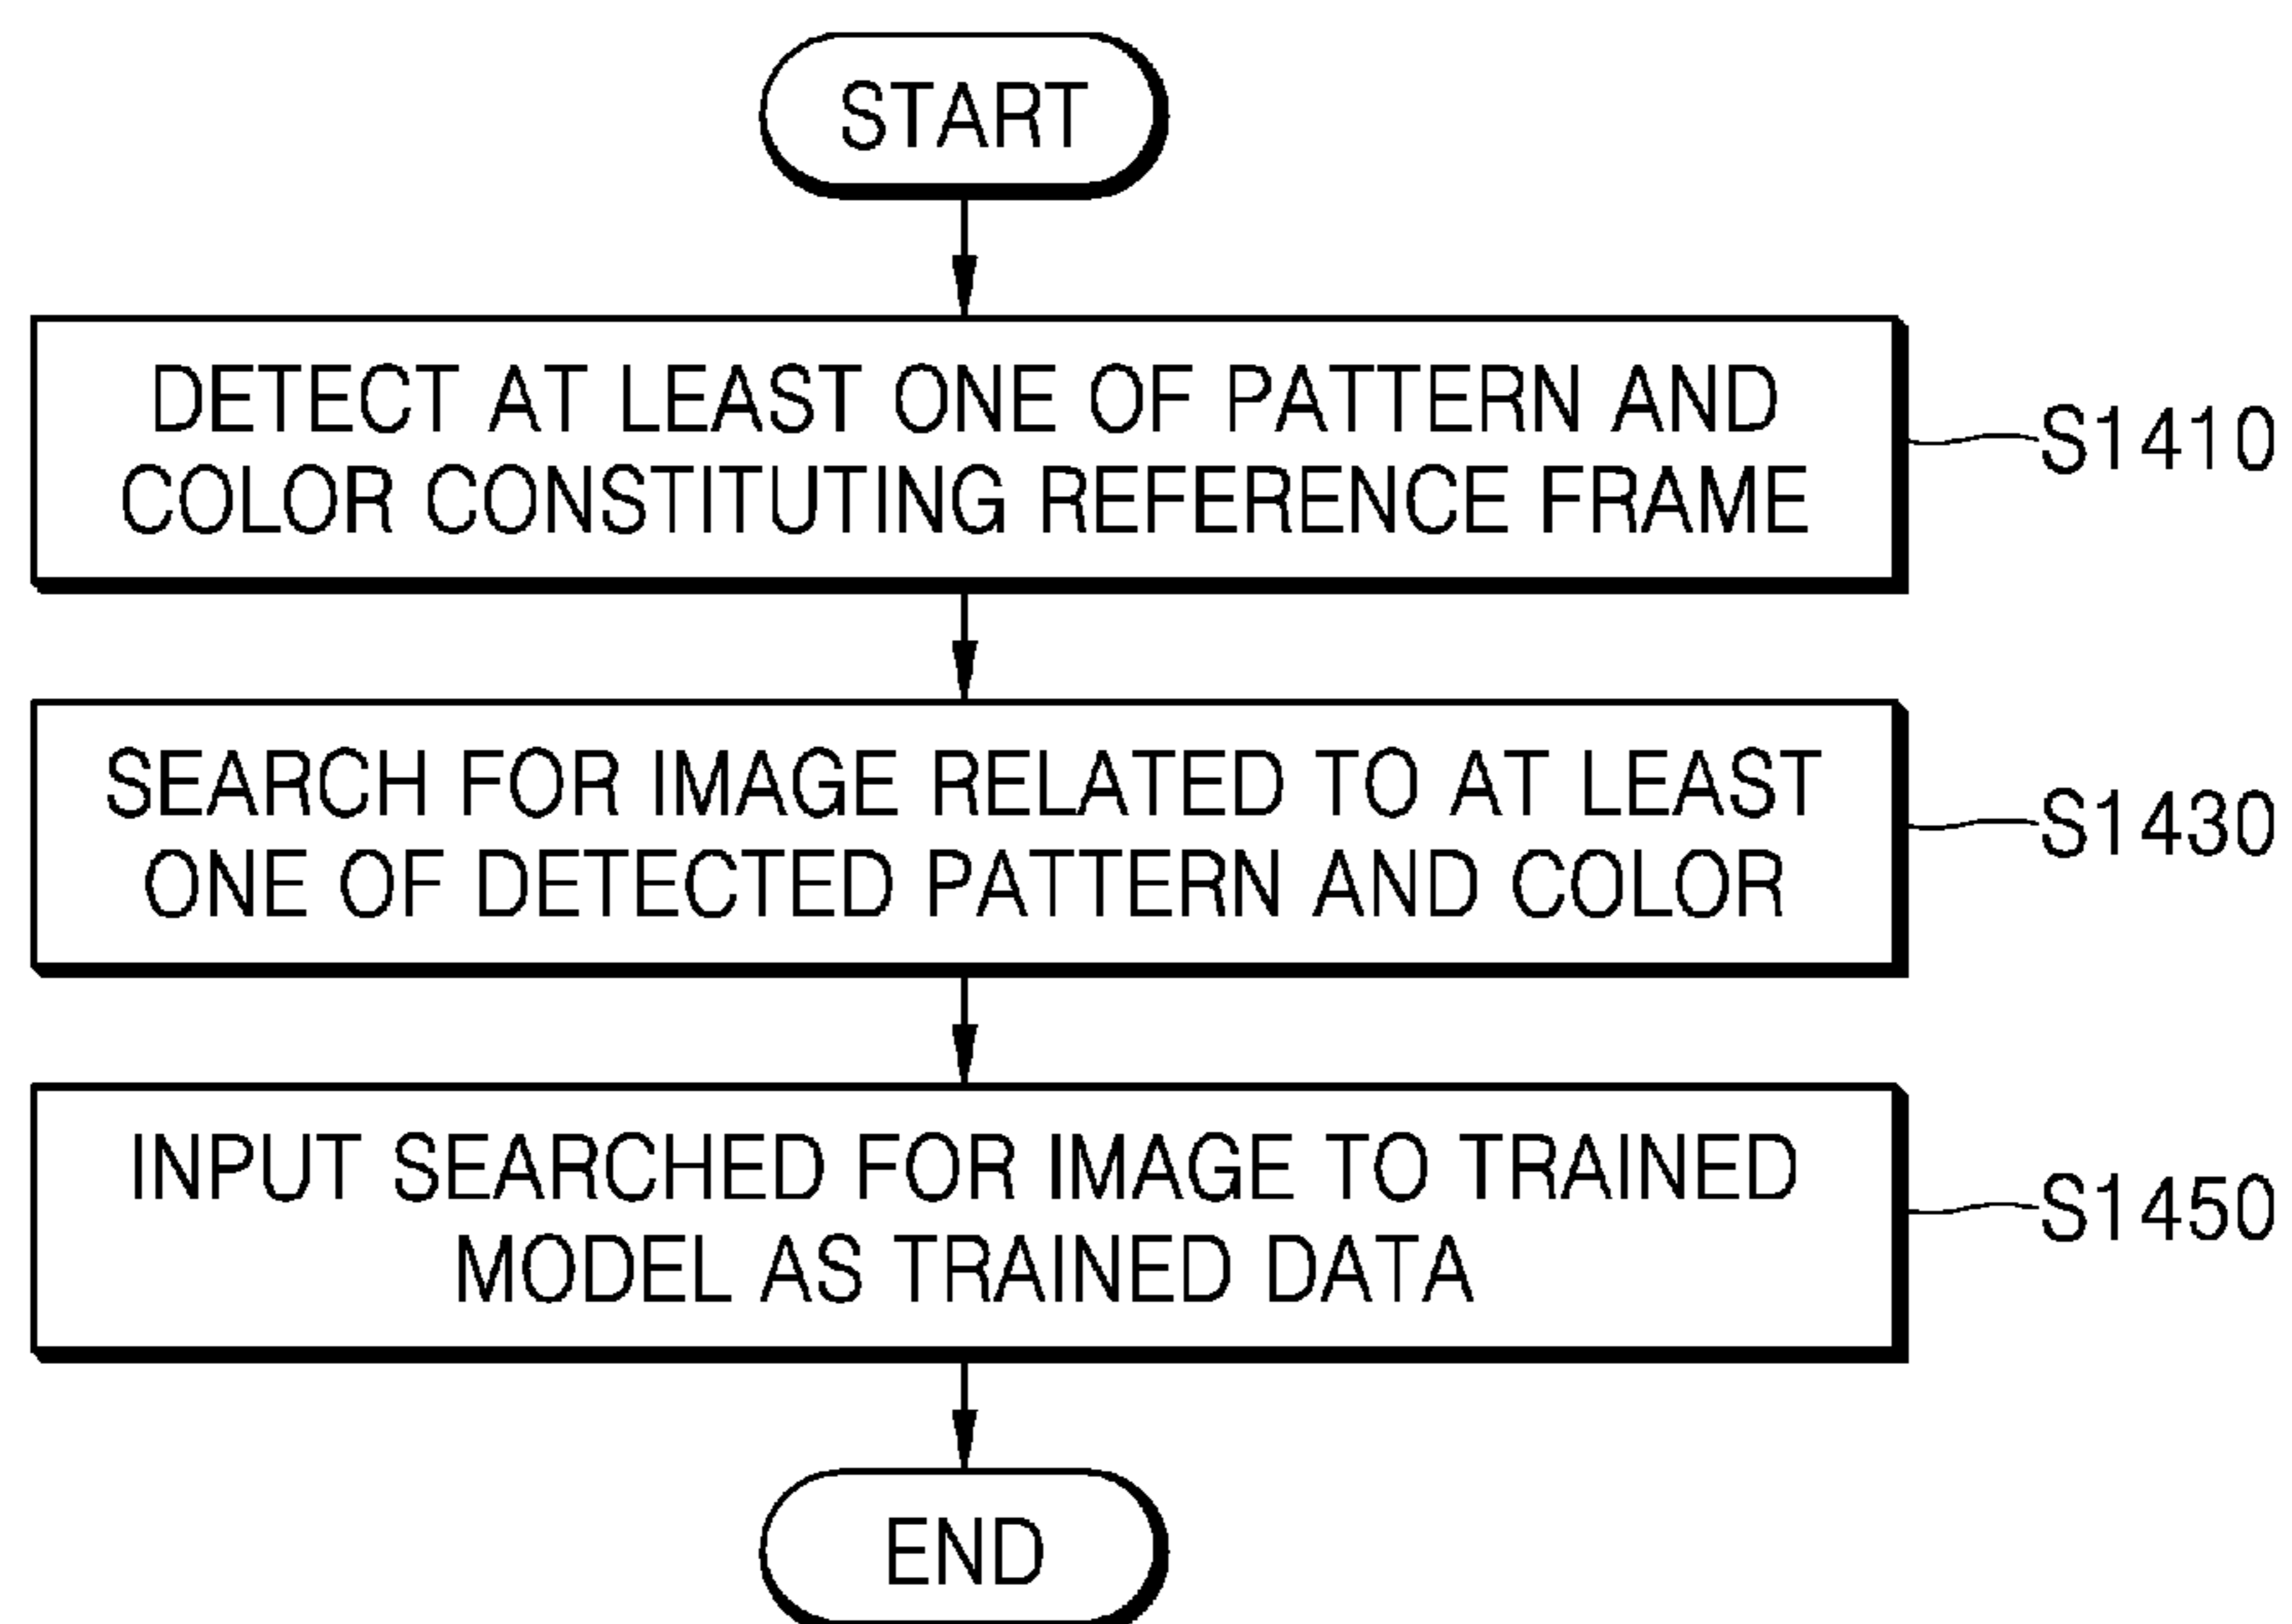 START
DETECT AT LEAST ONE OF PATTERN AND
COLOR CONSTITUTING REFERENCE FRAME
S1410
SEARCH FOR IMAGE RELATED TO AT LEAST
ONE OF DETECTED PATTERN AND COLOR
S1430
INPUT SEARCHED FOR IMAGE TO TRAINED
MODEL AS TRAINED DATA
S1450
END